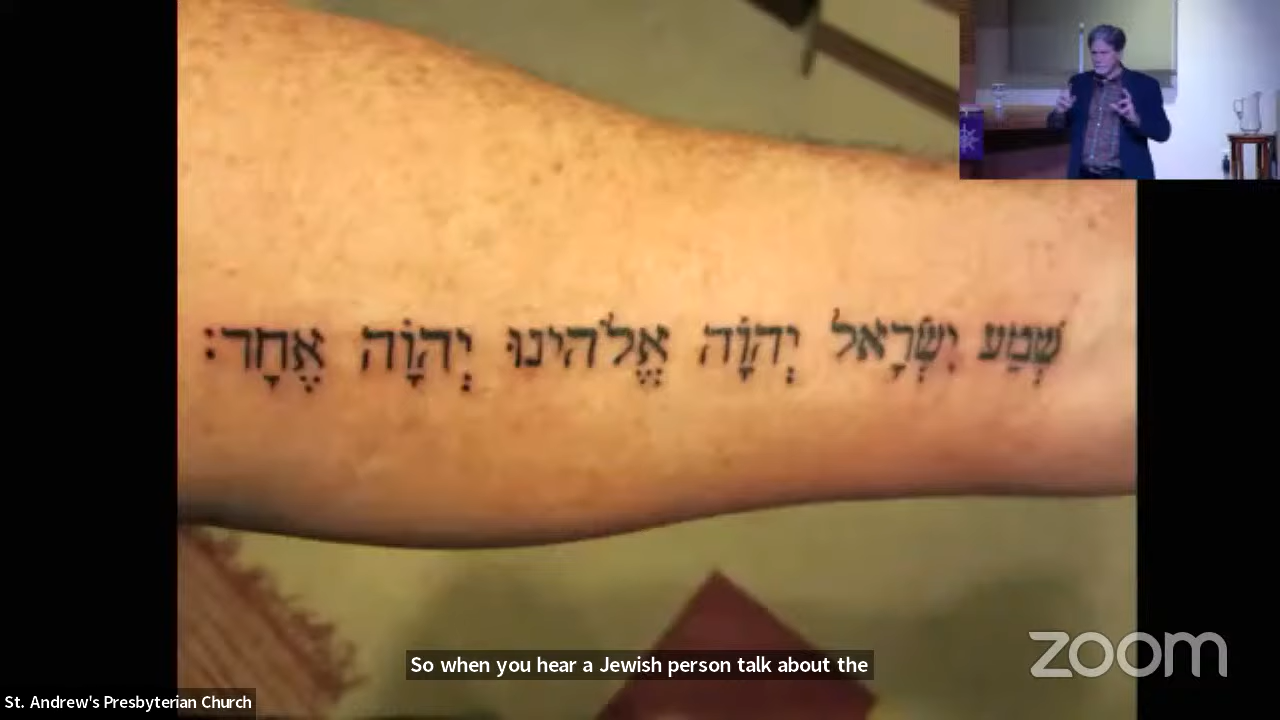 שְׁמַע יִשְׂרָאֵל יְהוָֹה אֱלֹהֵינוּ יְהוָֹה אֶחָד׃
So when you hear a Jewish person talk about the
zoom
St. Andrew's Presbyterian Church